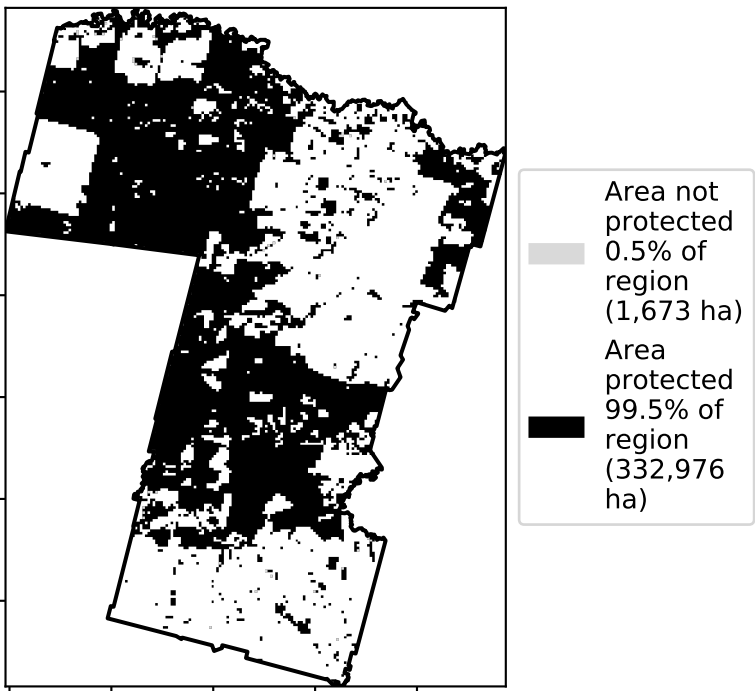 Area not
protected
0.5% of
region
(1,673 ha)
Area
protected
99.5% of
region
(332,976
ha)